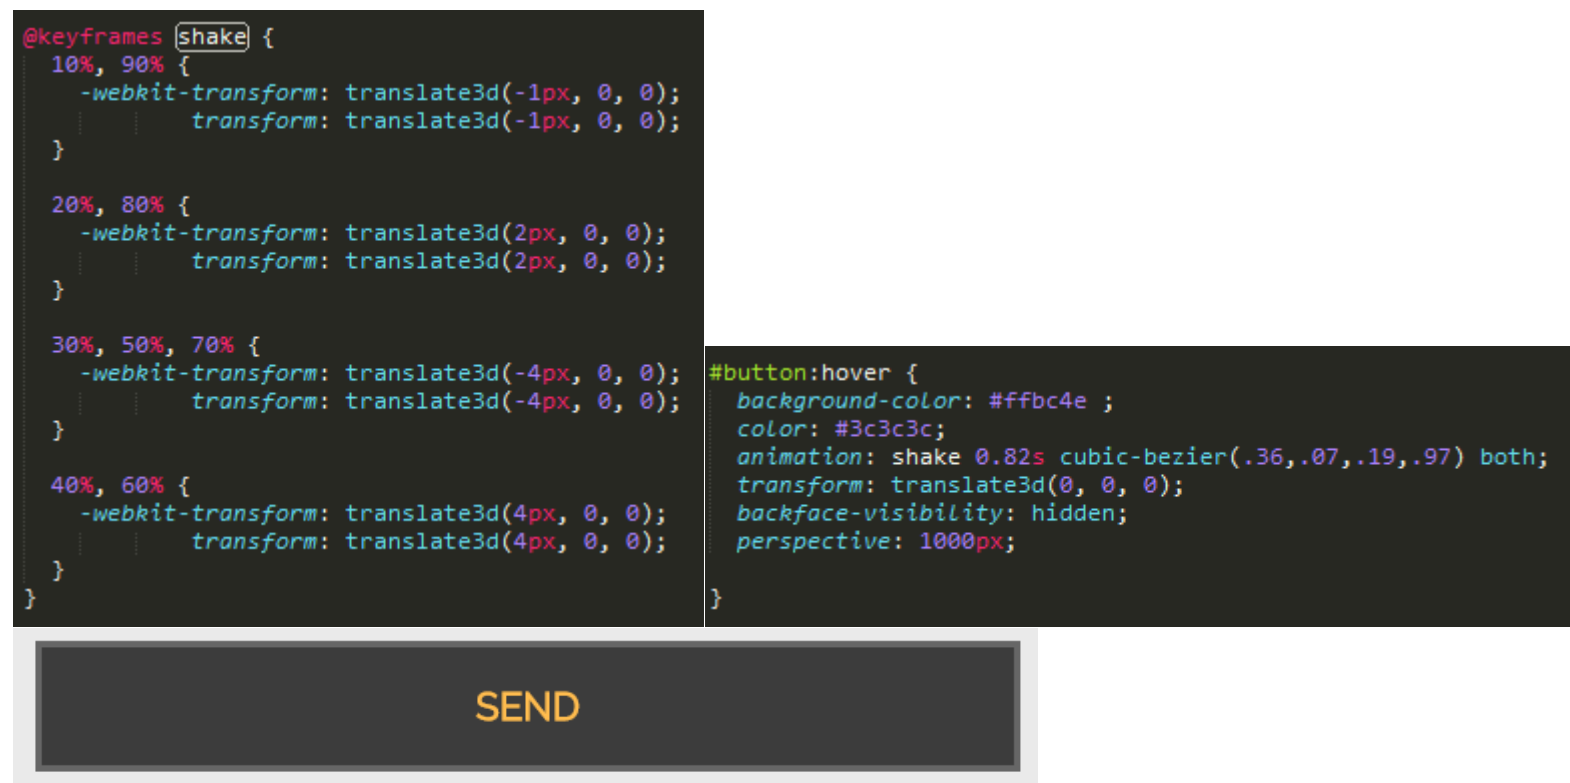 @keyframes shake {
10%, 90% {
-webkit-transform: translate3d(-1px, 0, 0);
transform: translate3d(-1px, 0, 0);
}
20%, 80% {
-webkit-transform: translate3d(2px, 0, 0);
transform: translate3d(2px, 0, 0);
}
30%, 50%, 70% {
-webkit-transform: translate3d(-4px, 0, 0);
transform: translate3d(-4px, 0, 0);
}
40%, 60% {
-webkit-transform: translate3d(4px, 0, 0);
transform: translate3d(4px, 0, 0);
}
}
#button:hover {
background-color: #ffbc4e ;
color: #3c3c3c;
animation: shake 0.82s cubic-bezier(.36,.07,.19,.97) both;
transform: translate3d(0, 0, 0);
backface-visibility: hidden;
perspective: 1000px;
}
SEND